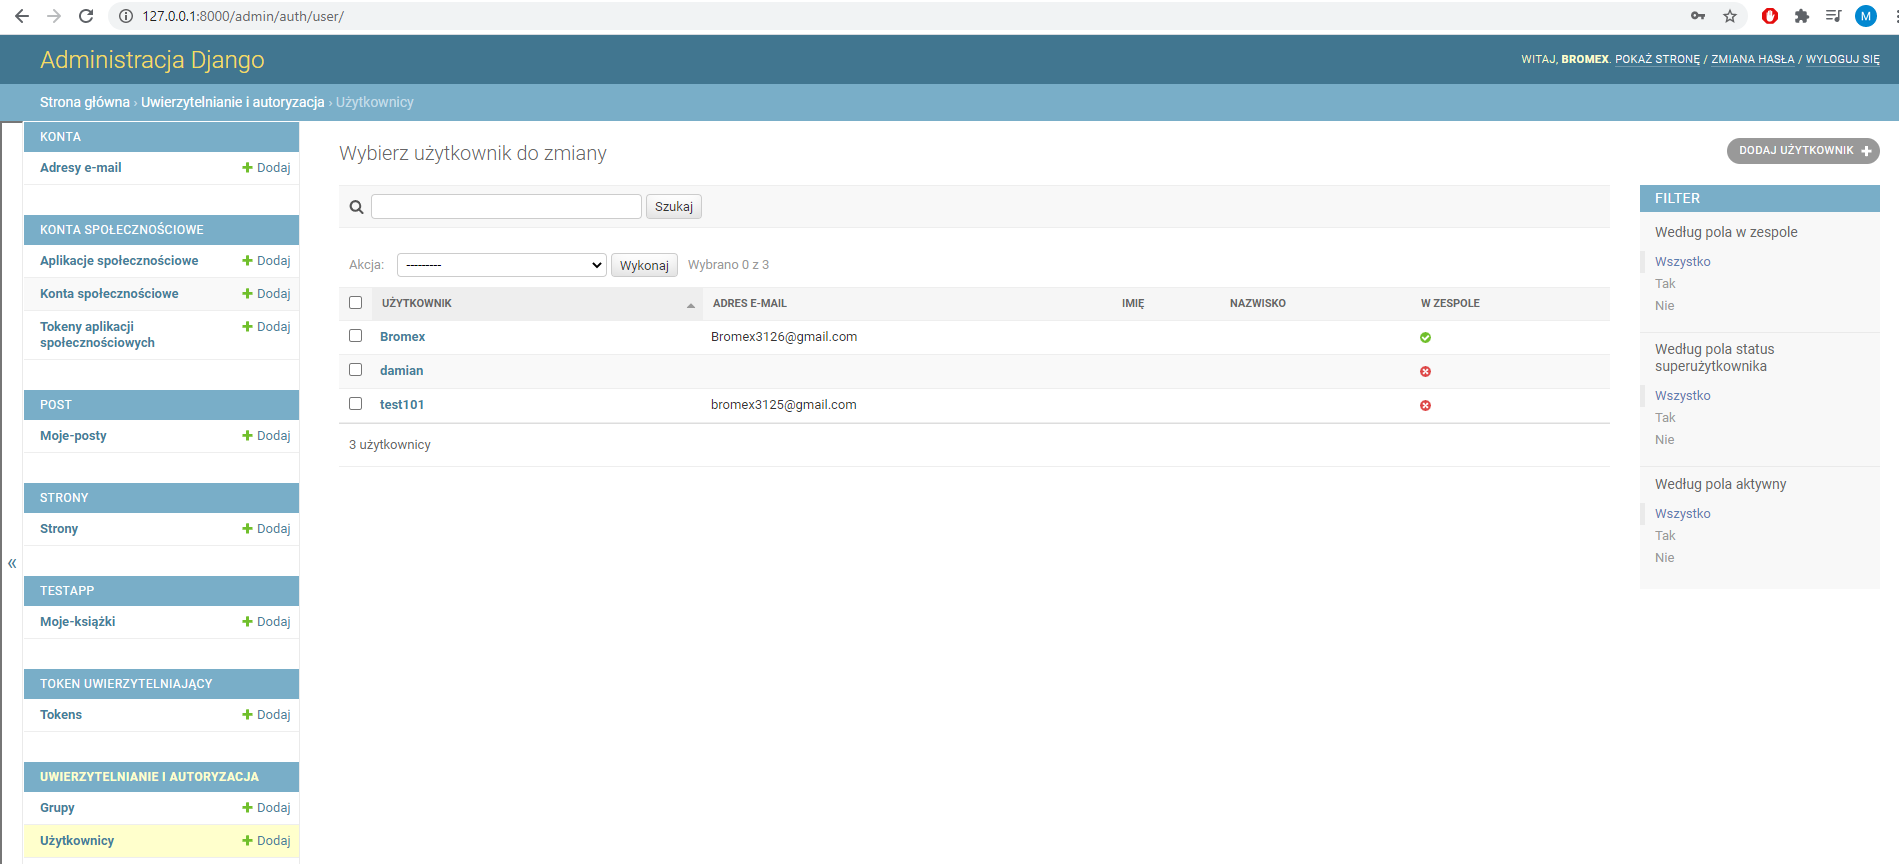 127.0.0.1:8000/admin/auth/user/
M
Administracja Django
WITAJ, BROMEX. POKAŻ STRONĘ / ZMIANA HASŁA / WYLOGUJ SIĘ
Strona główna › Uwierzytelnianie i autoryzacja › Użytkownicy
«
KONTA
Adresy e-mail + Dodaj
KONTA SPOŁECZNOŚCIOWE
Aplikacje społecznościowe + Dodaj
Konta społecznościowe + Dodaj
Tokeny aplikacji + Dodaj
społecznościowych
POST
Moje-posty + Dodaj
STRONY
Strony + Dodaj
TESTAPP
Moje-książki + Dodaj
TOKEN UWIERZYTELNIAJĄCY
Tokens + Dodaj
UWIERZYTELNIANIE I AUTORYZACJA
Grupy + Dodaj
Użytkownicy + Dodaj
Wybierz użytkownik do zmiany
DODAJ UŻYTKOWNIK +
Szukaj
Akcja: --------- Wykonaj Wybrano 0 z 3
UŻYTKOWNIK ADRES E-MAIL IMIĘ NAZWISKO W ZESPOLE
Bromex Bromex3126@gmail.com
damian
test101 bromex3125@gmail.com
3 użytkownicy
FILTER
Według pola w zespole
Wszystko
Tak
Nie
Według pola status
superużytkownika
Wszystko
Tak
Nie
Według pola aktywny
Wszystko
Tak
Nie